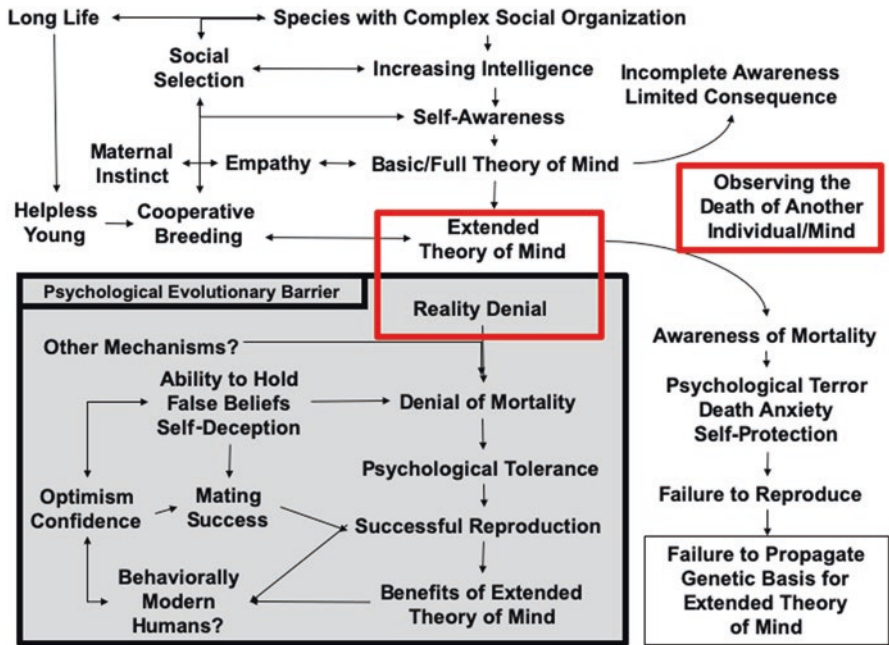 Long Life
Species with Complex Social Organization
Social
Selection
Increasing Intelligence
Incomplete Awareness
Limited Consequence
Self-Awareness
Maternal
Instinct
Empathy
Basic/Full Theory of Mind
Observing the
Death of Another
Individual/Mind
Helpless
Young
Cooperative
Breeding
Extended
Theory of Mind
Psychological Evolutionary Barrier
Reality Denial
Other Mechanisms?
Awareness of Mortality
Ability to Hold
False Beliefs
Self-Deception
Denial of Mortality
Psychological Terror
Death Anxiety
Self-Protection
Psychological Tolerance
Optimism
Confidence
Mating
Success
Successful Reproduction
Failure to Reproduce
Behaviorally
Modern
Humans?
Benefits of Extended
Theory of Mind
Failure to Propagate
Genetic Basis for
Extended Theory
of Mind